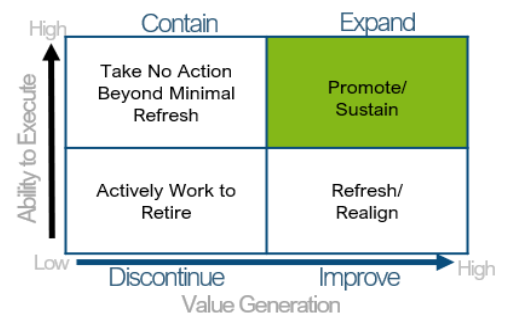 Contain
Expand
High
Take No Action
Beyond Minimal
Refresh
Promote/
Sustain
Ability to Execute
Actively Work to
Retire
Refresh/
Realign
Low
High
Discontinue
Improve
Value Generation